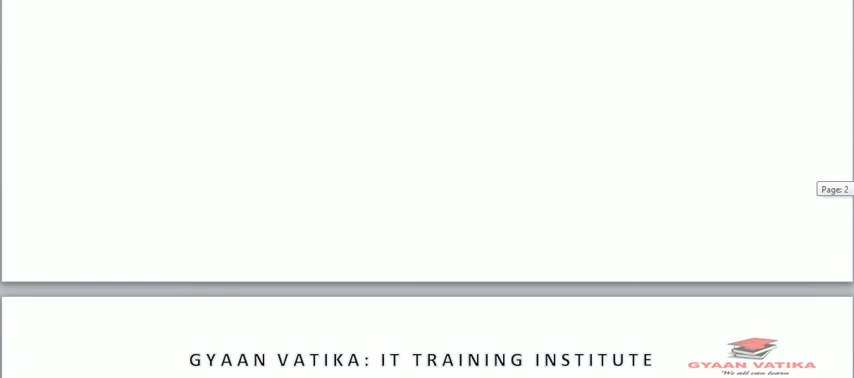 Page: 2
GYAAN VATIKA: IT TRAINING INSTITUTE
GYAAN VATIKA
"We all can learn